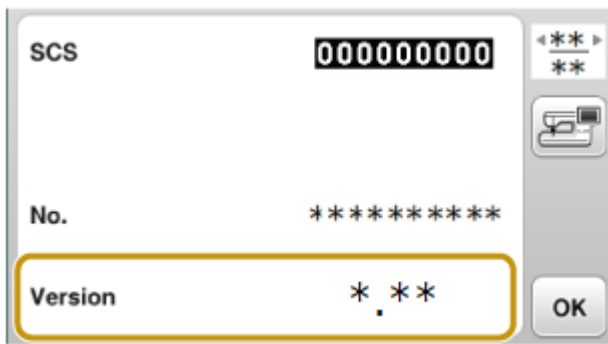 SCS 000000000
**
**
No. **********
Version *.**
OK